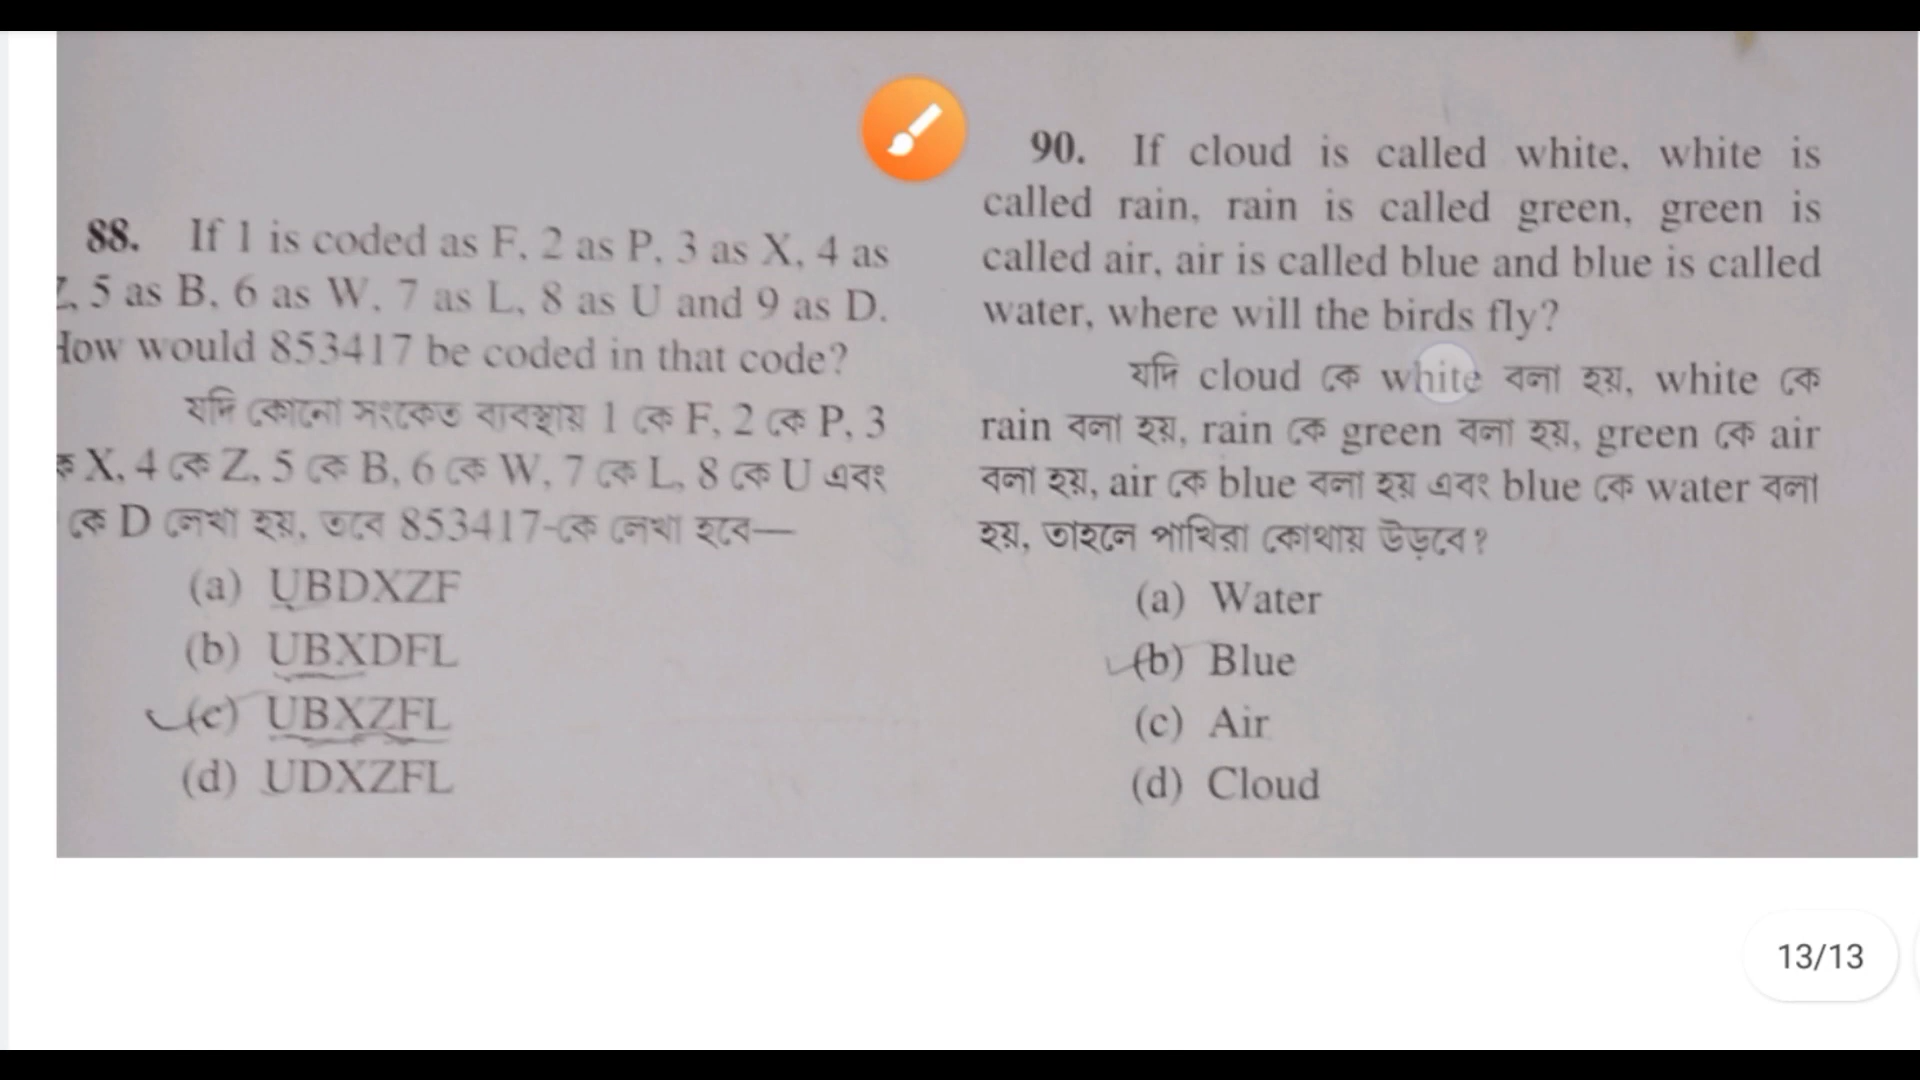 88. If 1 is coded as F, 2 as P, 3 as X, 4 as
Z, 5 as B, 6 as W, 7 as L, 8 as U and 9 as D.
How would 853417 be coded in that code?
যদি কোনো সংকেত ব্যবস্থায় 1 কে F, 2 কে P, 3
কে X, 4 কে Z, 5 কে B, 6 কে W, 7 কে L, 8 কে U এবং
কে D লেখা হয়, তবে 853417-কে লেখা হবে—
(a) UBDXZF
(b) UBXDFL
(c) UBXZFL
(d) UDXZFL
90. If cloud is called white, white is
called rain, rain is called green, green is
called air, air is called blue and blue is called
water, where will the birds fly?
যদি cloud কে white বলা হয়, white কে
rain বলা হয়, rain কে green বলা হয়, green কে air
বলা হয়, air কে blue বলা হয় এবং blue কে water বলা
হয়, তাহলে পাখিরা কোথায় উড়বে?
(a) Water
(b) Blue
(c) Air
(d) Cloud
13/13